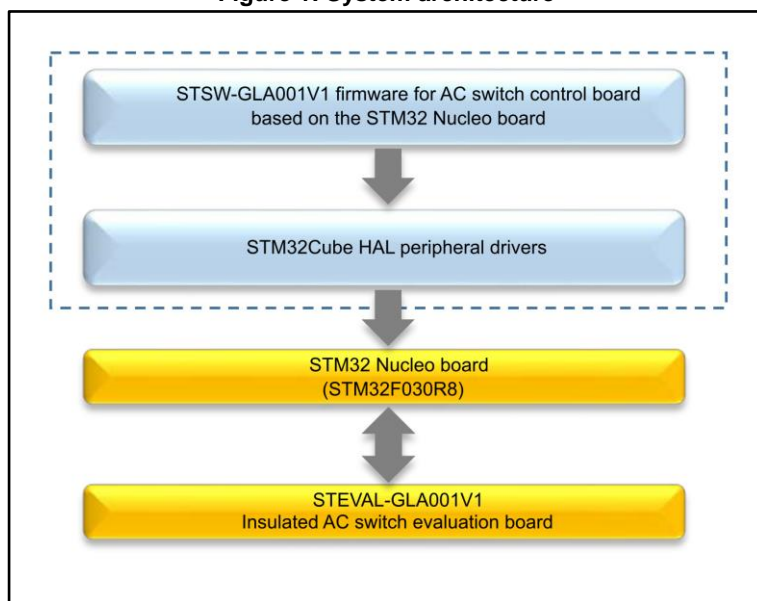 Figure 1: System architecture
STSW-GLA001V1 firmware for AC switch control board
based on the STM32 Nucleo board
STM32Cube HAL peripheral drivers
STM32 Nucleo board
(STM32F030R8)
STEVAL-GLA001V1
Insulated AC switch evaluation board